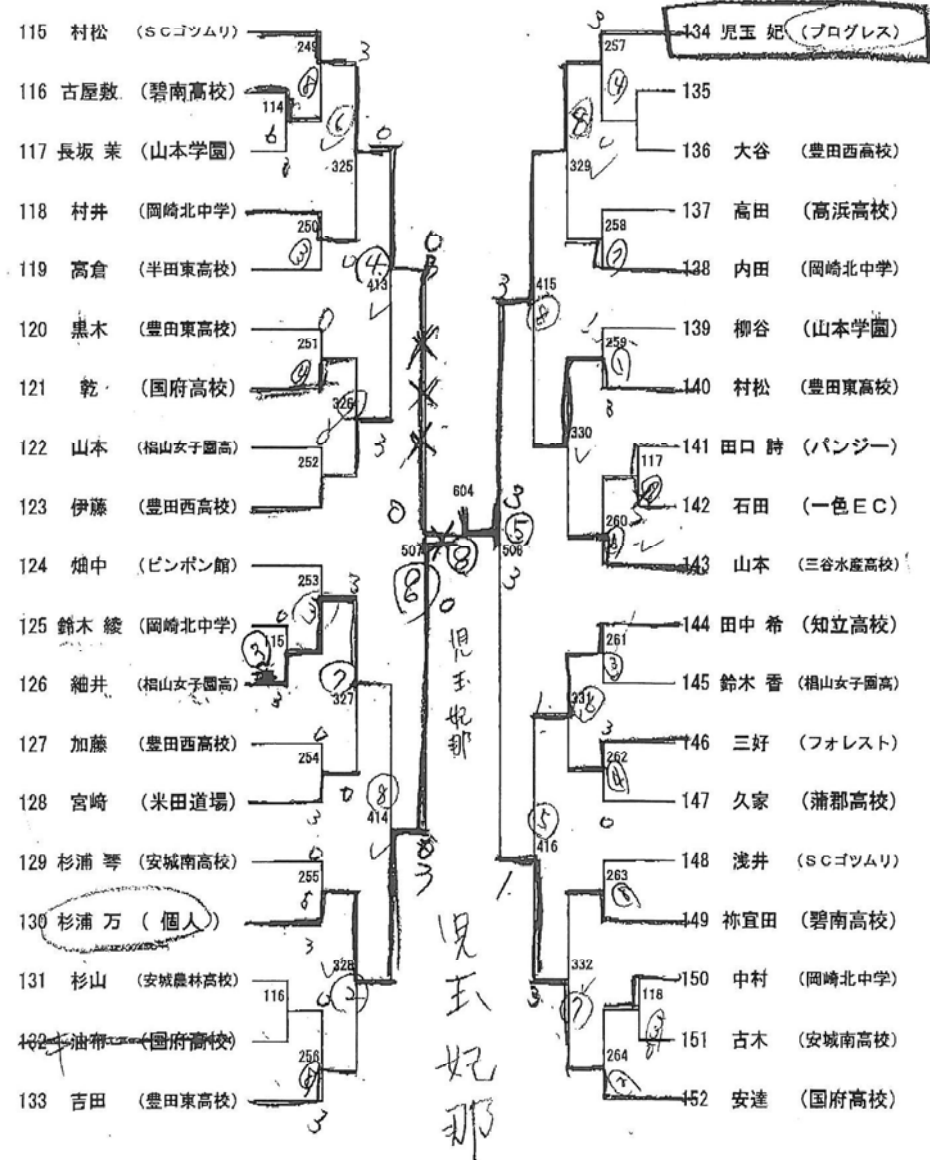 115 村松 (SCゴツムリ)
116 古屋敷 (碧南高校)
117 長坂 茉 (山本学園)
118 村井 (岡崎北中学)
119 高倉 (半田東高校)
120 黒木 (豊田東高校)
121 乾 (国府高校)
122 山本 (椙山女子園高)
123 伊藤 (豊田西高校)
124 畑中 (ピンポン館)
125 鈴木 綾 (岡崎北中学)
126 細井 (椙山女子園高)
127 加藤 (豊田西高校)
128 宮崎 (米田道場)
129 杉浦 琴 (安城南高校)
130 杉浦 万 (個人)
131 杉山 (安城農林高校)
132 油布 (国府高校)
133 吉田 (豊田東高校)
249
114
325
250
413
251
326
252
253
115
327
254
414
255
328
116
256
507
604
506
児玉妃那
児玉妃那
134 児玉 妃 (プログレス)
135
136 大谷 (豊田西高校)
137 高田 (高浜高校)
138 内田 (岡崎北中学)
139 柳谷 (山本学園)
140 村松 (豊田東高校)
141 田口 詩 (パンジー)
142 石田 (一色EC)
143 山本 (三谷水産高校)
144 田中 希 (知立高校)
145 鈴木 香 (椙山女子園高)
146 三好 (フォレスト)
147 久家 (蒲郡高校)
148 浅井 (SCゴツムリ)
149 祢宜田 (碧南高校)
150 中村 (岡崎北中学)
151 古木 (安城南高校)
152 安達 (国府高校)
257
329
258
415
259
330
117
260
261
331
262
416
263
332
118
264